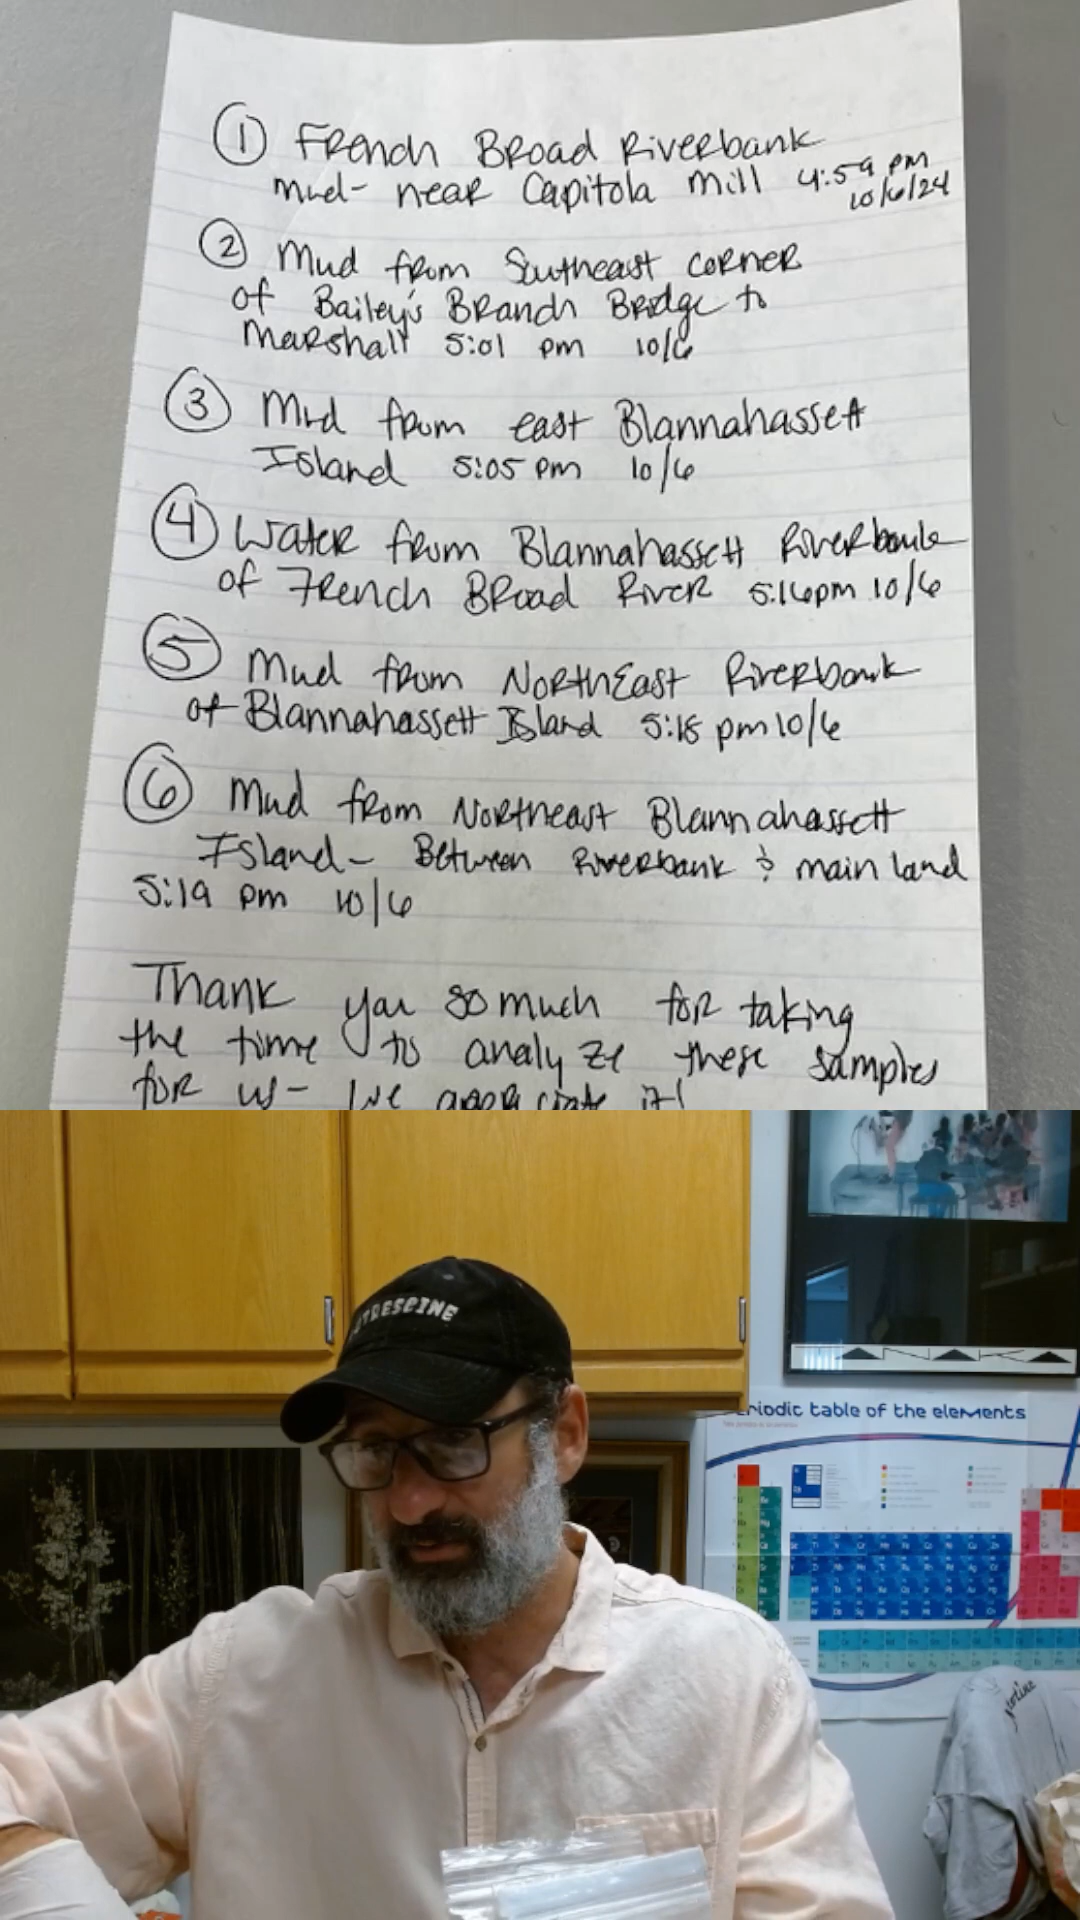 ① French Broad Riverbank
mud- near Capitola Mill 4:59 pm
10/6/24
② Mud from Southeast corner
of Bailey's Branch Bridge to
Marshall 5:01 pm 10/6
③ Mud from east Blannahassett
Island 5:05 pm 10/6
④ Water from Blannahassett Riverbank
of French Broad River 5:16pm 10/6
⑤ Mud from NorthEast Riverbank
of Blannahassett Island 5:18 pm 10/6
⑥ Mud from Northeast Blannahassett
Island- Between Riverbank & main land
5:19 pm 10/6
Thank you so much for taking
the time to analyze these samples
for us- We appreciate it!
periodic table of the elements